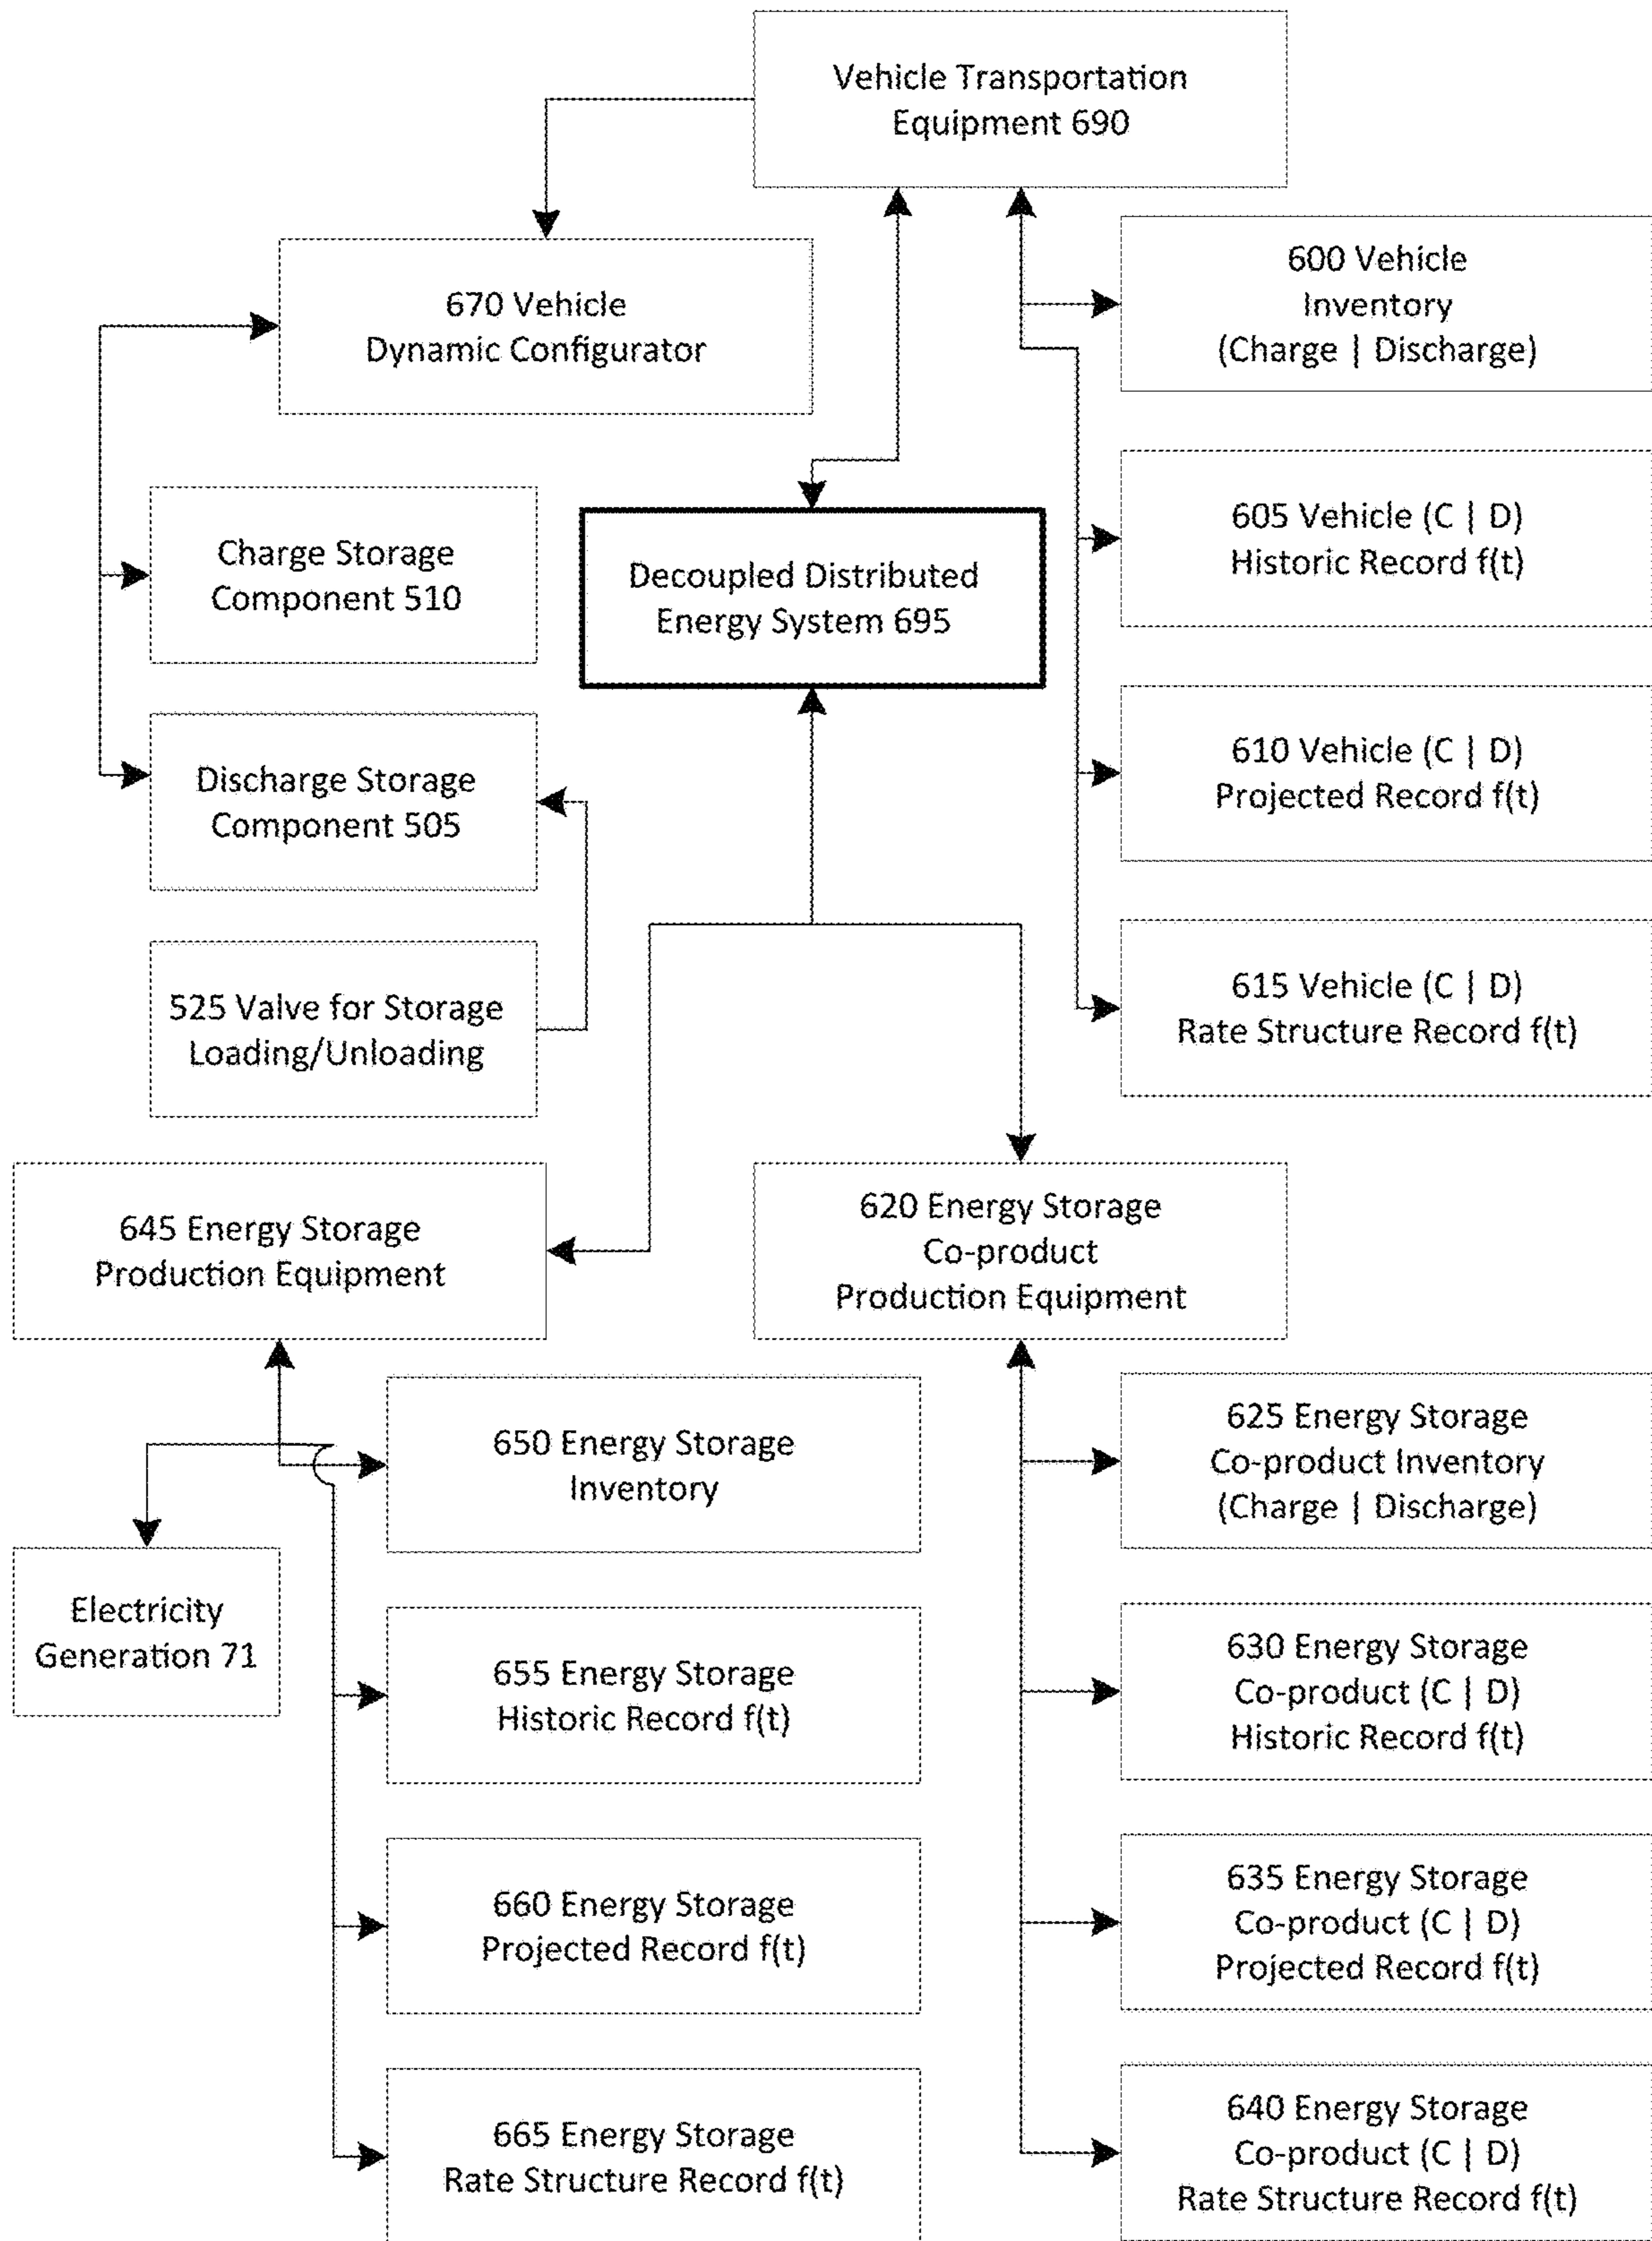 Vehicle Transportation
Equipment 690
670 Vehicle
Dynamic Configurator
600 Vehicle
Inventory
(Charge | Discharge)
Charge Storage
Component 510
Decoupled Distributed
Energy System 695
605 Vehicle (C | D)
Historic Record f(t)
Discharge Storage
Component 505
610 Vehicle (C | D)
Projected Record f(t)
525 Valve for Storage
Loading/Unloading
615 Vehicle (C | D)
Rate Structure Record f(t)
645 Energy Storage
Production Equipment
620 Energy Storage
Co-product
Production Equipment
650 Energy Storage
Inventory
625 Energy Storage
Co-product Inventory
(Charge | Discharge)
Electricity
Generation 71
655 Energy Storage
Historic Record f(t)
630 Energy Storage
Co-product (C | D)
Historic Record f(t)
660 Energy Storage
Projected Record f(t)
635 Energy Storage
Co-product (C | D)
Projected Record f(t)
665 Energy Storage
Rate Structure Record f(t)
640 Energy Storage
Co-product (C | D)
Rate Structure Record f(t)